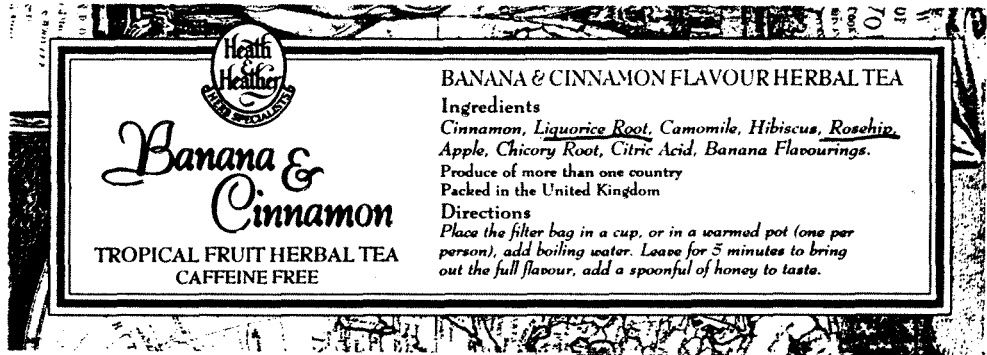 Heath
&
Heather
HERB SPECIALISTS
Banana &
Cinnamon
TROPICAL FRUIT HERBAL TEA
CAFFEINE FREE
BANANA & CINNAMON FLAVOUR HERBAL TEA
Ingredients
Cinnamon, Liquorice Root, Camomile, Hibiscus, Rosehip,
Apple, Chicory Root, Citric Acid, Banana Flavourings.
Produce of more than one country
Packed in the United Kingdom
Directions
Place the filter bag in a cup, or in a warmed pot (one per
person), add boiling water. Leave for 5 minutes to bring
out the full flavour, add a spoonful of honey to taste.
70